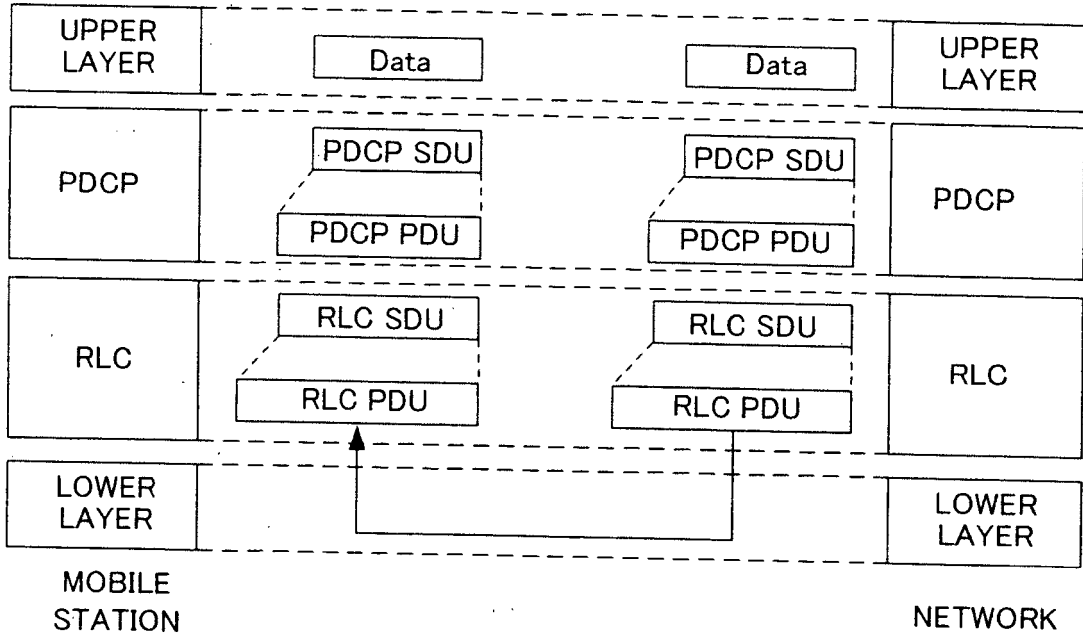 UPPER
LAYER
Data
Data
UPPER
LAYER
PDCP
PDCP SDU
PDCP SDU
PDCP PDU
PDCP PDU
PDCP
RLC
RLC SDU
RLC SDU
RLC PDU
RLC PDU
RLC
LOWER
LAYER
LOWER
LAYER
MOBILE
STATION
NETWORK